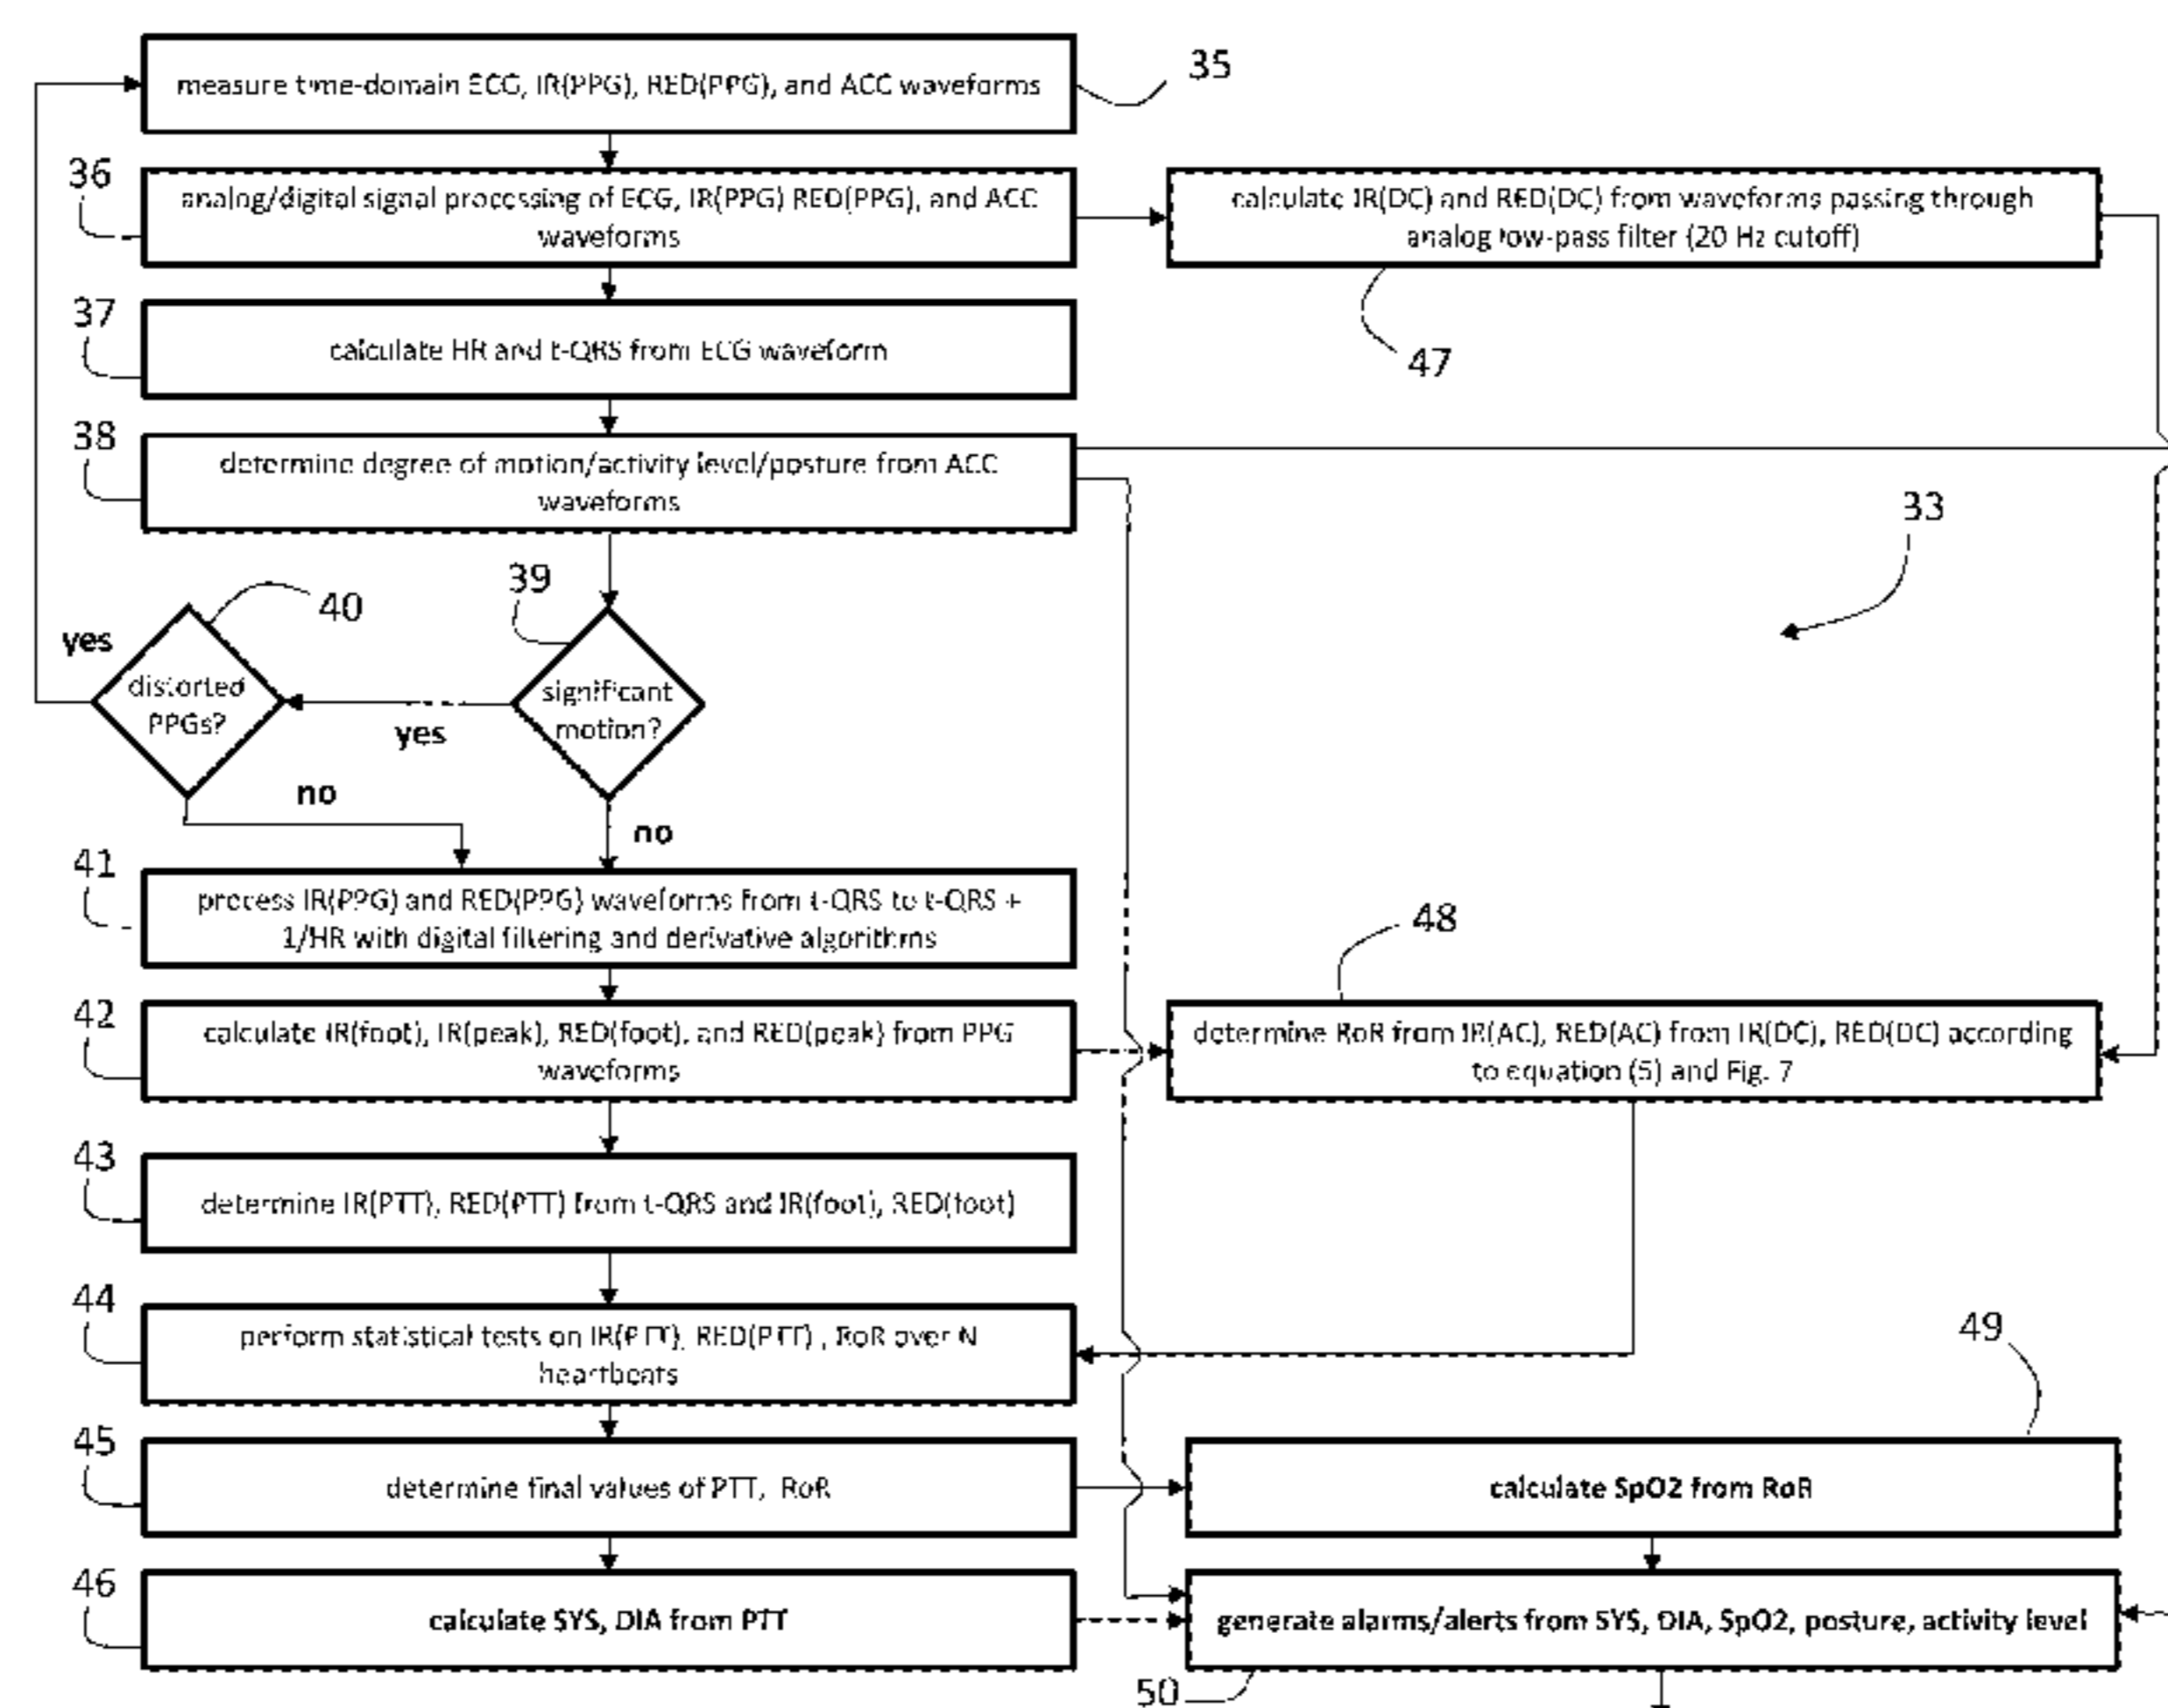 measure time-domain ECG, IR(PPG), RED(PPG), and ACC waveforms
35
36
analog/digital signal processing of ECG, IR(PPG) RED(PPG), and ACC
waveforms
calculate IR(DC) and RED(DC) from waveforms passing through
analog low-pass filter (20 Hz cutoff)
47
37
calculate HR and t-QRS from ECG waveform
38
determine degree of motion/activity level/posture from ACC
waveforms
33
39
40
yes
distorted
PPGs?
significant
motion?
yes
no
no
41
process IR(PPG) and RED(PPG) waveforms from t-QRS to t-QRS +
1/HR with digital filtering and derivative algorithms
48
42
calculate IR(foot), IR(peak), RED(foot), and RED(peak) from PPG
waveforms
determine RoR from IR(AC), RED(AC) from IR(DC), RED(DC) according
to equation (5) and Fig. 7
43
determine IR(PTT), RED(PTT) from t-QRS and IR(foot), RED(foot)
44
perform statistical tests on IR(PTT), RED(PTT) , RoR over N
heartbeats
49
45
determine final values of PTT, RoR
calculate SpO2 from RoR
46
calculate SYS, DIA from PTT
generate alarms/alerts from SYS, DIA, SpO2, posture, activity level
50